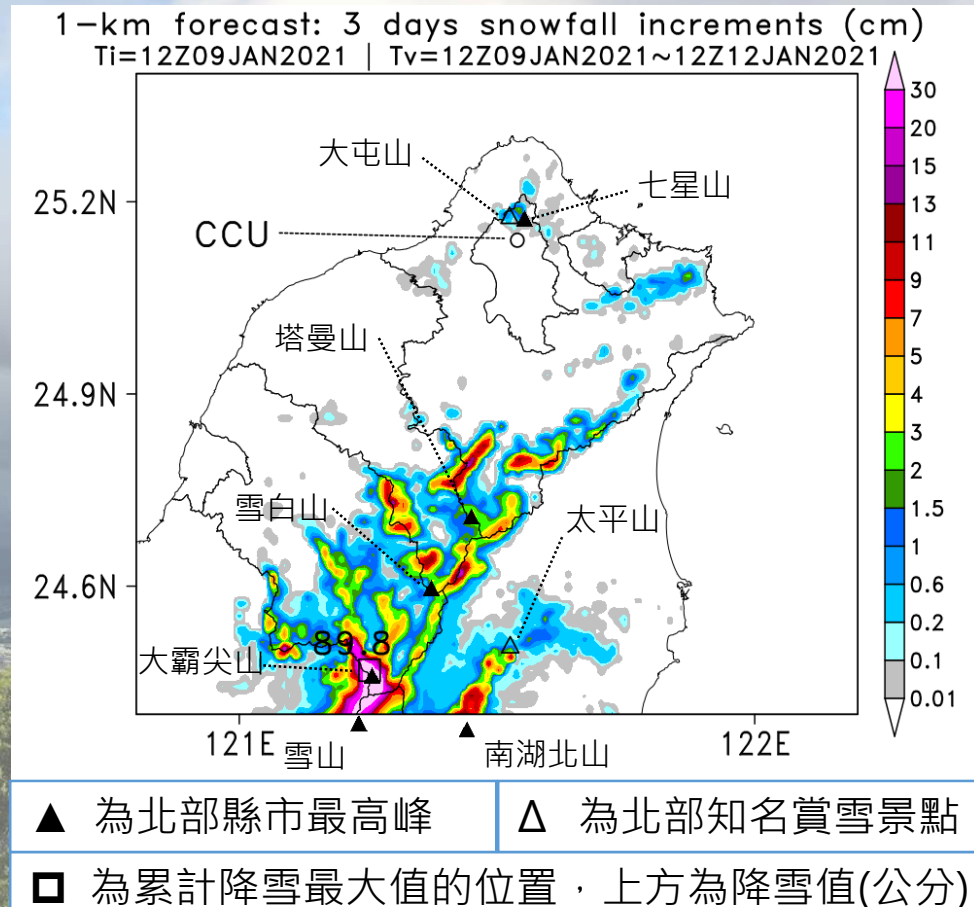 1-km forecast: 3 days snowfall increments (cm)
Ti=12Z09JAN2021 | Tv=12Z09JAN2021~12Z12JAN2021
30
20
15
13
11
9
7
5
4
3
2
1.5
1
0.6
0.2
0.1
0.01
25.2N
24.9N
24.6N
大屯山
七星山
CCU
塔曼山
雪白山
太平山
89.8
大霸尖山
121E
雪山
南湖北山
122E
▲ 為北部縣市最高峰
△ 為北部知名賞雪景點
□ 為累計降雪最大值的位置,上方為降雪值(公分)